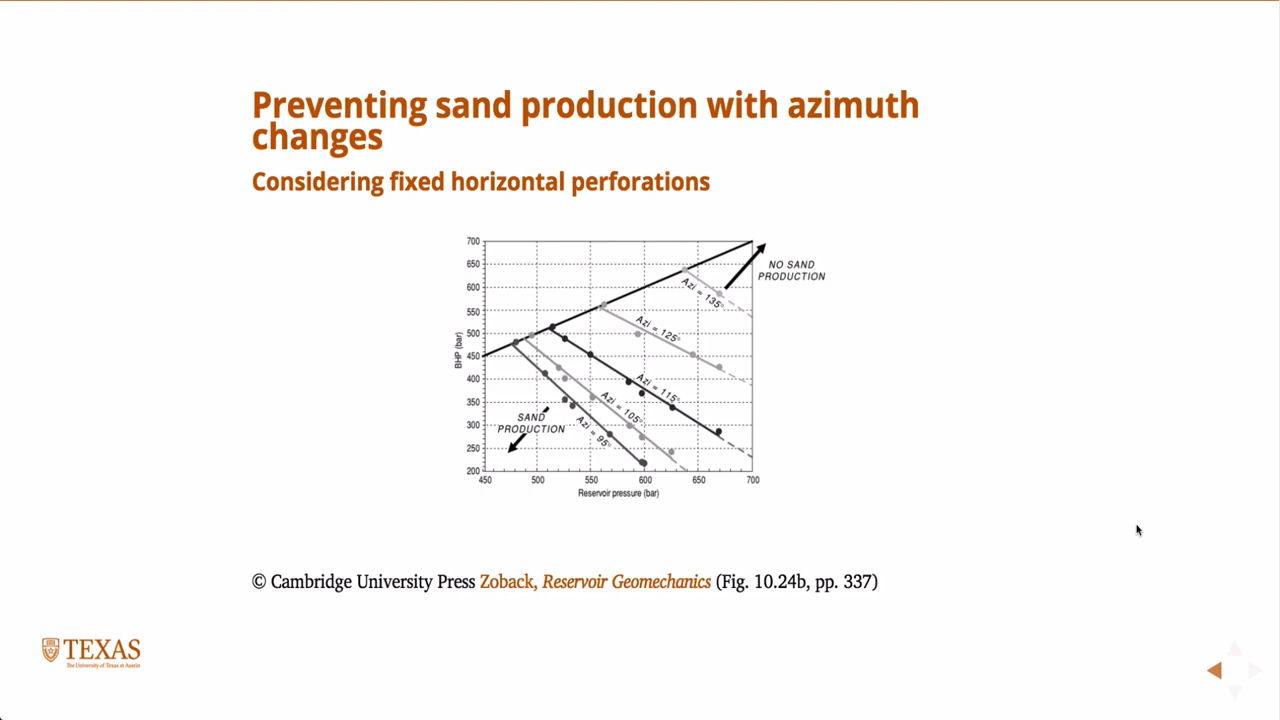 Preventing sand production with azimuth
changes
Considering fixed horizontal perforations
700
650
600
550
500
450
400
350
300
250
200
BHP (bar)
450
500
550
600
650
700
Reservoir pressure (bar)
NO SAND
PRODUCTION
Azi = 135°
Azi = 125°
Azi = 115°
Azi = 105°
Azi = 95°
SAND
PRODUCTION
© Cambridge University Press Zoback, Reservoir Geomechanics (Fig. 10.24b, pp. 337)
TEXAS
The University of Texas at Austin